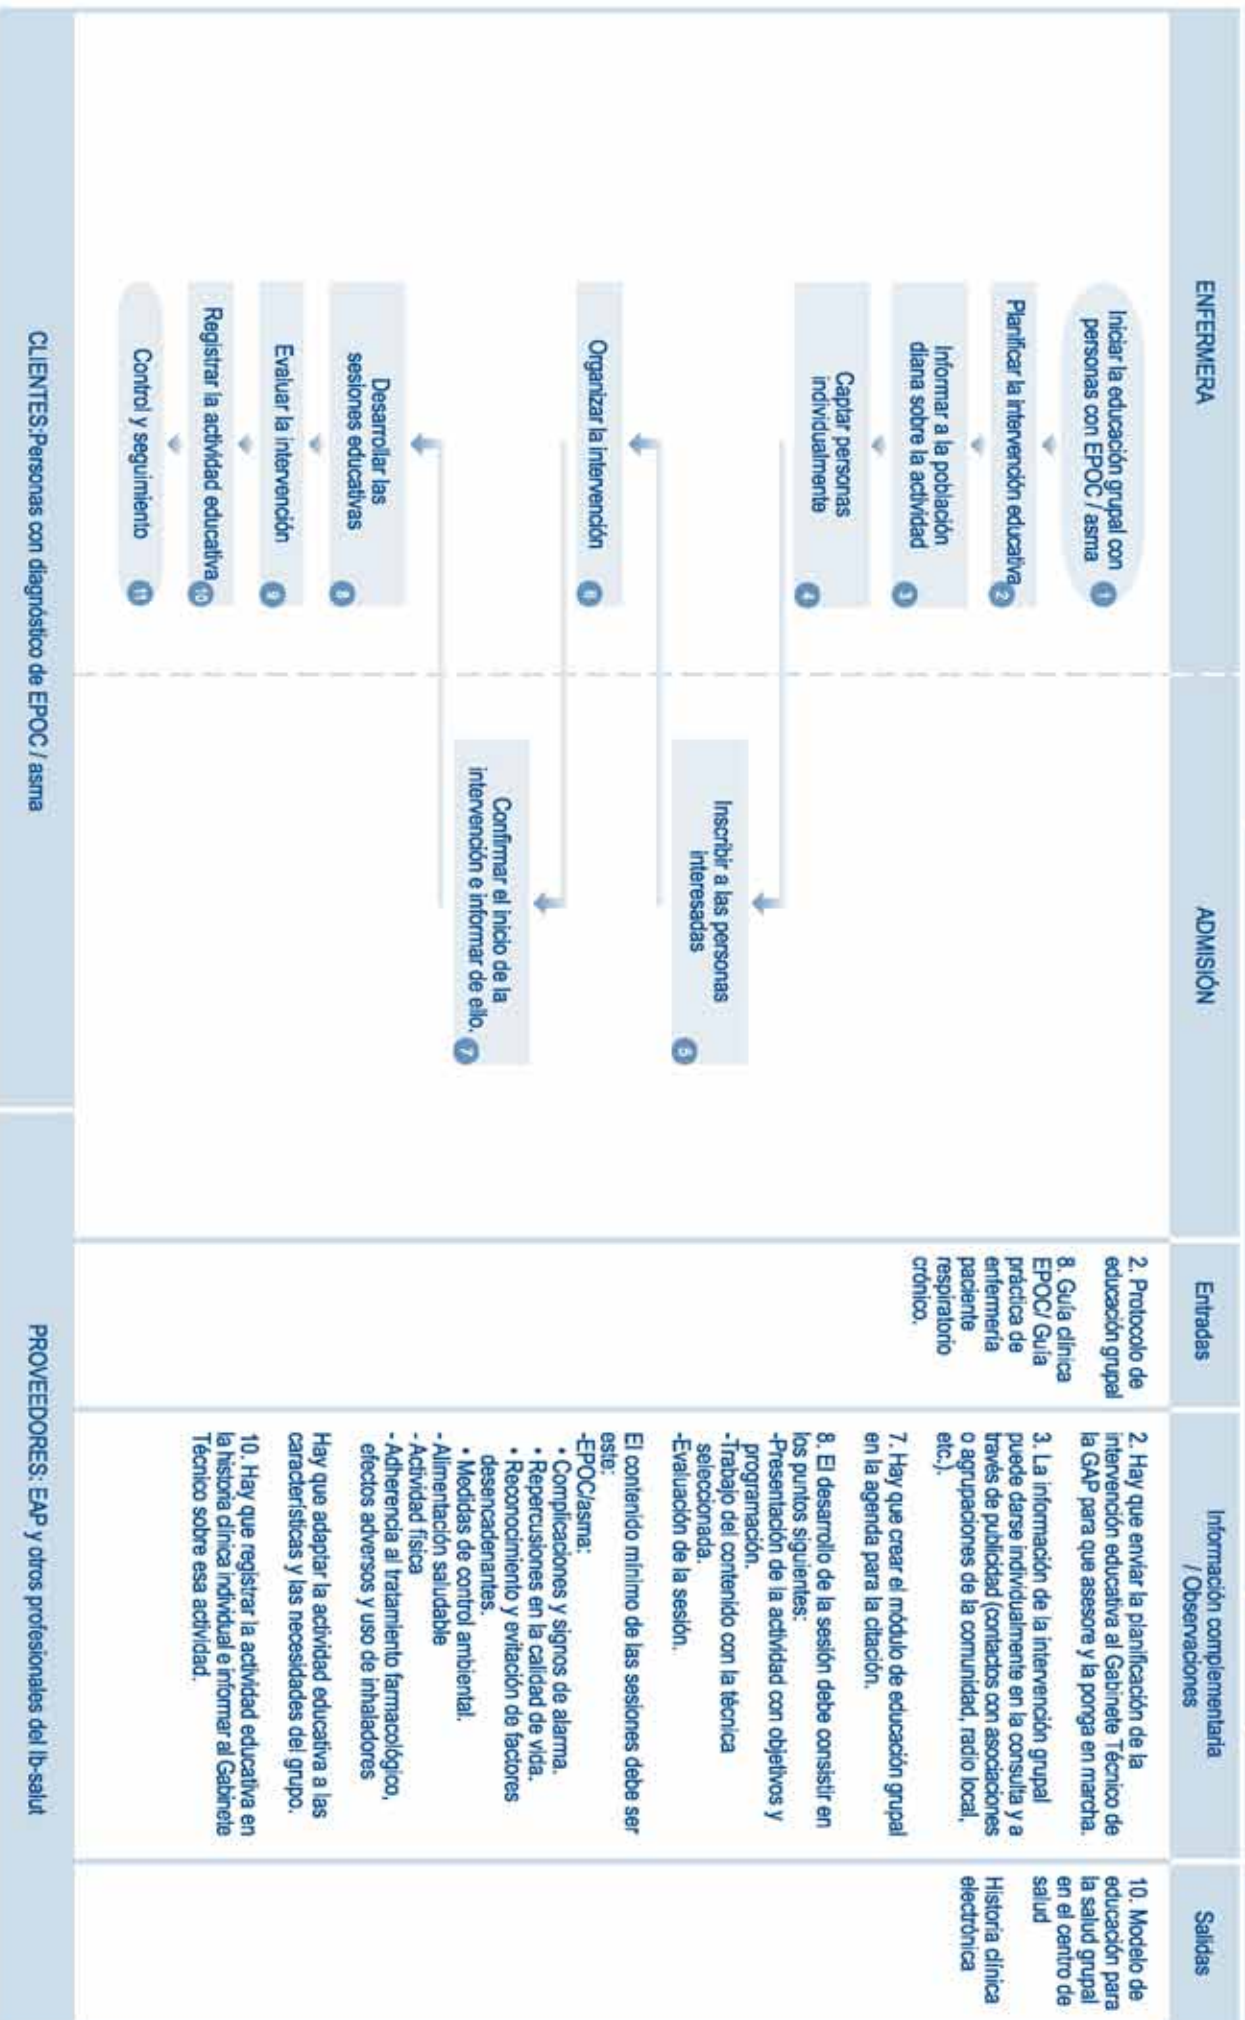 ENFERMERA
ADMISIÓN
Entradas
Información complementaria
/ Observaciones
Salidas
Iniciar la educación grupal con
personas con EPOC / asma
1
Planificar la intervención educativa
2
Informar a la población
diana sobre la actividad
3
Captar personas
individualmente
4
Inscribir a las personas
interesadas
5
Organizar la intervención
6
Confirmar el inicio de la
intervención e informar de ello.
7
Desarrollar las
sesiones educativas
8
Evaluar la intervención
9
Registrar la actividad educativa
10
Control y seguimiento
11
2. Protocolo de
educación grupal
8. Guía clínica
EPOC/ Guía
práctica de
enfermería
paciente
respiratorio
crónico.
2. Hay que enviar la planificación de la
intervención educativa al Gabinete Técnico de
la GAP para que asesore y la ponga en marcha.
3. La información de la intervención grupal
puede darse individualmente en la consulta y a
través de publicidad (contactos con asociaciones
o agrupaciones de la comunidad, radio local,
etc.).
7. Hay que crear el módulo de educación grupal
en la agenda para la citación.
8. El desarrollo de la sesión debe consistir en
los puntos siguientes:
-Presentación de la actividad con objetivos y
programación.
-Trabajo del contenido con la técnica
seleccionada.
-Evaluación de la sesión.
El contenido mínimo de las sesiones debe ser
este:
-EPOC/asma:
• Complicaciones y signos de alarma.
• Repercusiones en la calidad de vida.
• Reconocimiento y evitación de factores
desencadenantes.
• Medidas de control ambiental.
- Alimentación saludable
- Actividad física
- Adherencia al tratamiento farmacológico,
efectos adversos y uso de inhaladores
Hay que adaptar la actividad educativa a las
características y las necesidades del grupo.
10. Hay que registrar la actividad educativa en
la historia clínica individual e informar al Gabinete
Técnico sobre esa actividad.
10. Modelo de
educación para
la salud grupal
en el centro de
salud
Historia clínica
electrónica
CLIENTES:Personas con diagnóstico de EPOC / asma
PROVEEDORES: EAP y otros profesionales del Ib-salut